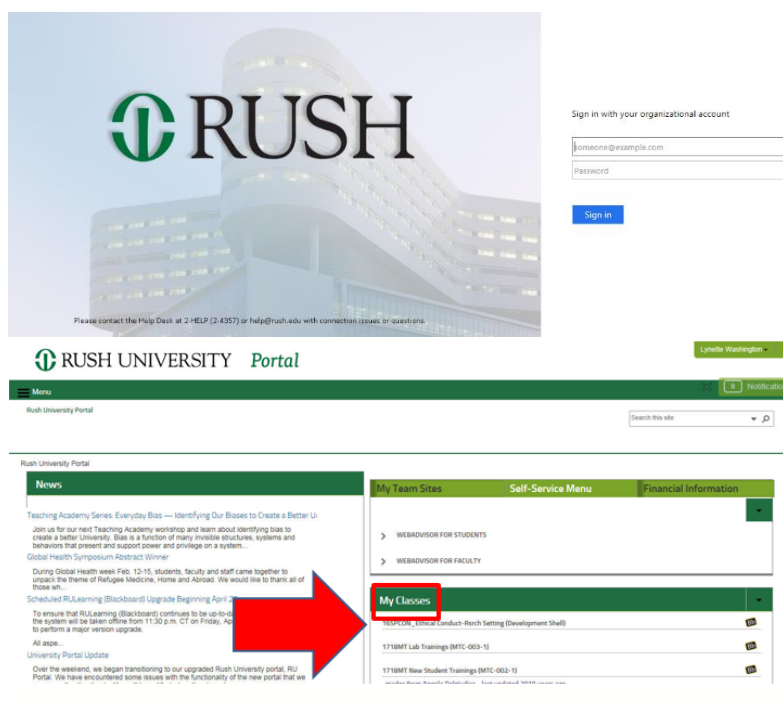 RUSH
Sign in with your organizational account
someone@example.com
Password
Sign in
Please contact the Help Desk at 2-HELP (2-4357) or help@rush.edu with connection issues or questions.
RUSH UNIVERSITY Portal
Lynette Washington
Menu
0 Notificatio
Rush University Portal
Search this site
Rush University Portal
News
Teaching Academy Series: Everyday Bias — Identifying Our Biases to Create a Better U
Join us for our next Teaching Academy workshop and learn about identifying bias to
create a better University. Bias is a function of many invisible structures, systems and
behaviors that present and support power and privilege on a system...
Global Health Symposium Abstract Winner
During Global Health week Feb. 12-15, students, faculty and staff came together to
unpack the theme of Refugee Medicine, Home and Abroad. We would like to thank all of
those wh...
Scheduled RULearning (Blackboard) Upgrade Beginning April 2
To ensure that RULearning (Blackboard) continues to be up-to-da
the system will be taken offline from 11:30 p.m. CT on Friday, Ap
to perform a major version upgrade.
All aspe...
University Portal Update
Over the weekend, we began transitioning to our upgraded Rush University portal, RU
Portal. We have encountered some issues with the functionality of the new portal that we
My Team Sites Self-Service Menu Financial Information
WEBADVISOR FOR STUDENTS
WEBADVISOR FOR FACULTY
My Classes
16SPCON_Ethical Conduct-Rsrch Setting (Development Shell)
1718MT Lab Trainings (MTC-003-1)
1718MT New Student Trainings (MTC-002-1)